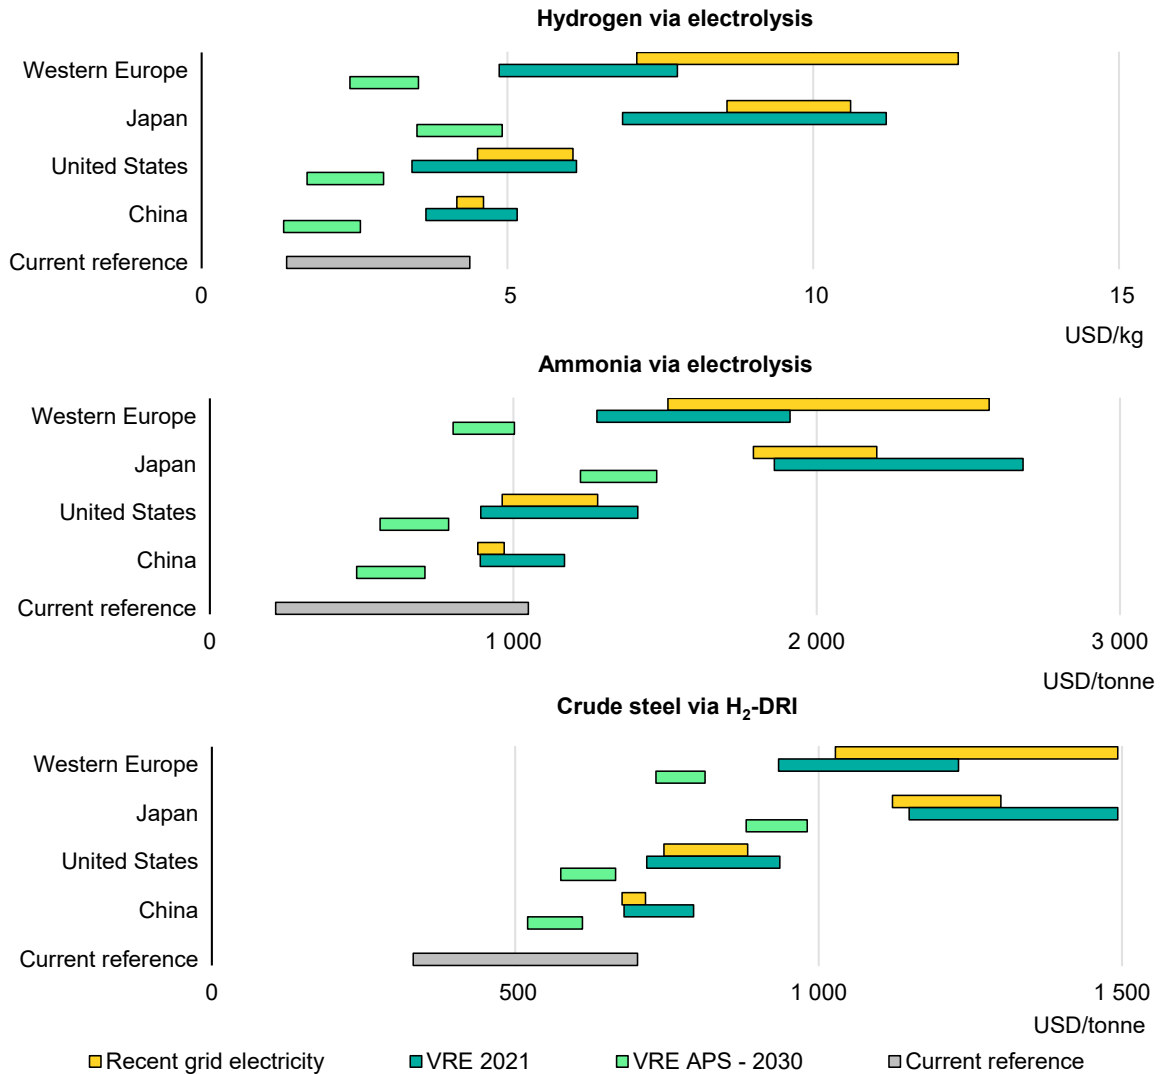 Hydrogen via electrolysis
Western Europe
Japan
United States
China
Current reference
0 5 10 15
USD/kg
Ammonia via electrolysis
Western Europe
Japan
United States
China
Current reference
0 1 000 2 000 3 000
USD/tonne
Crude steel via H₂-DRI
Western Europe
Japan
United States
China
Current reference
0 500 1 000 1 500
USD/tonne
Recent grid electricity VRE 2021 VRE APS - 2030 Current reference